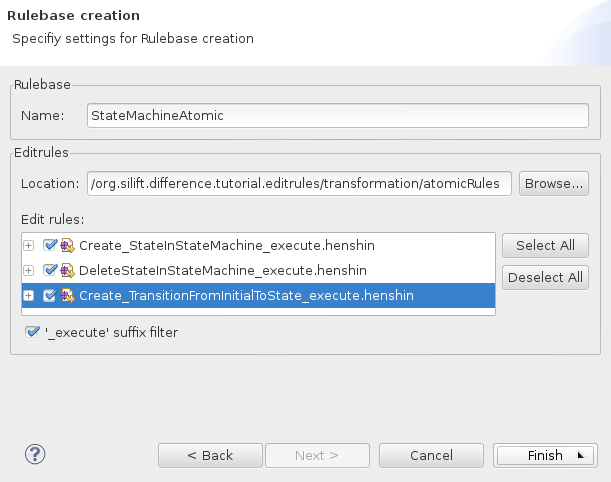 Rulebase creation
Specifiy settings for Rulebase creation
Rulebase
Name:
StateMachineAtomic
Editrules
Location:
/org.silift.difference.tutorial.editrules/transformation/atomicRules
Browse...
Edit rules:
Create_StateInStateMachine_execute.henshin
DeleteStateInStateMachine_execute.henshin
Create_TransitionFromInitialToState_execute.henshin
Select All
Deselect All
'_execute' suffix filter
?
< Back
Next >
Cancel
Finish